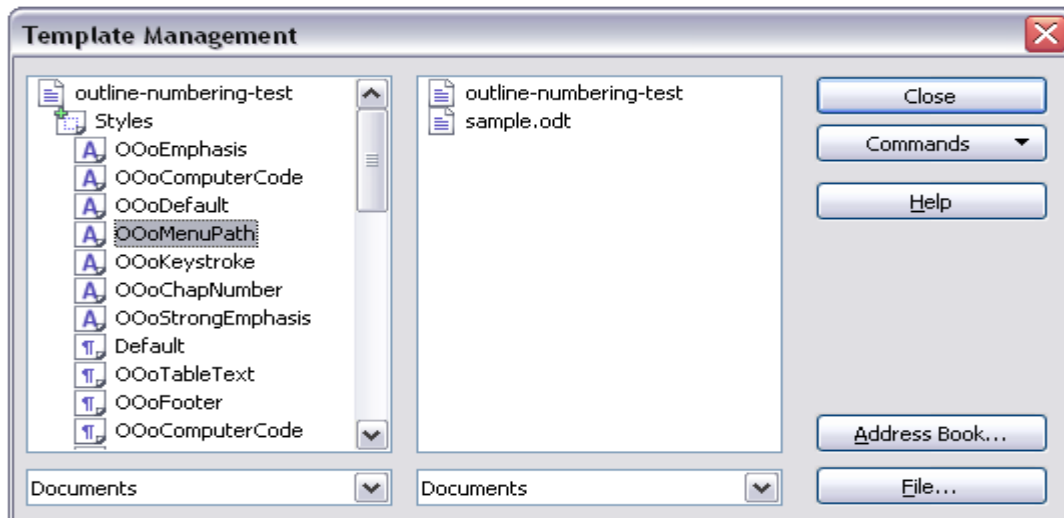 Template Management
outline-numbering-test
Styles
OOoEmphasis
OOoComputerCode
OOoDefault
OOoMenuPath
OOoKeystroke
OOoChapNumber
OOoStrongEmphasis
Default
OOoTableText
OOoFooter
OOoComputerCode
Documents
outline-numbering-test
sample.odt
Documents
Close
Commands
Help
Address Book...
File...